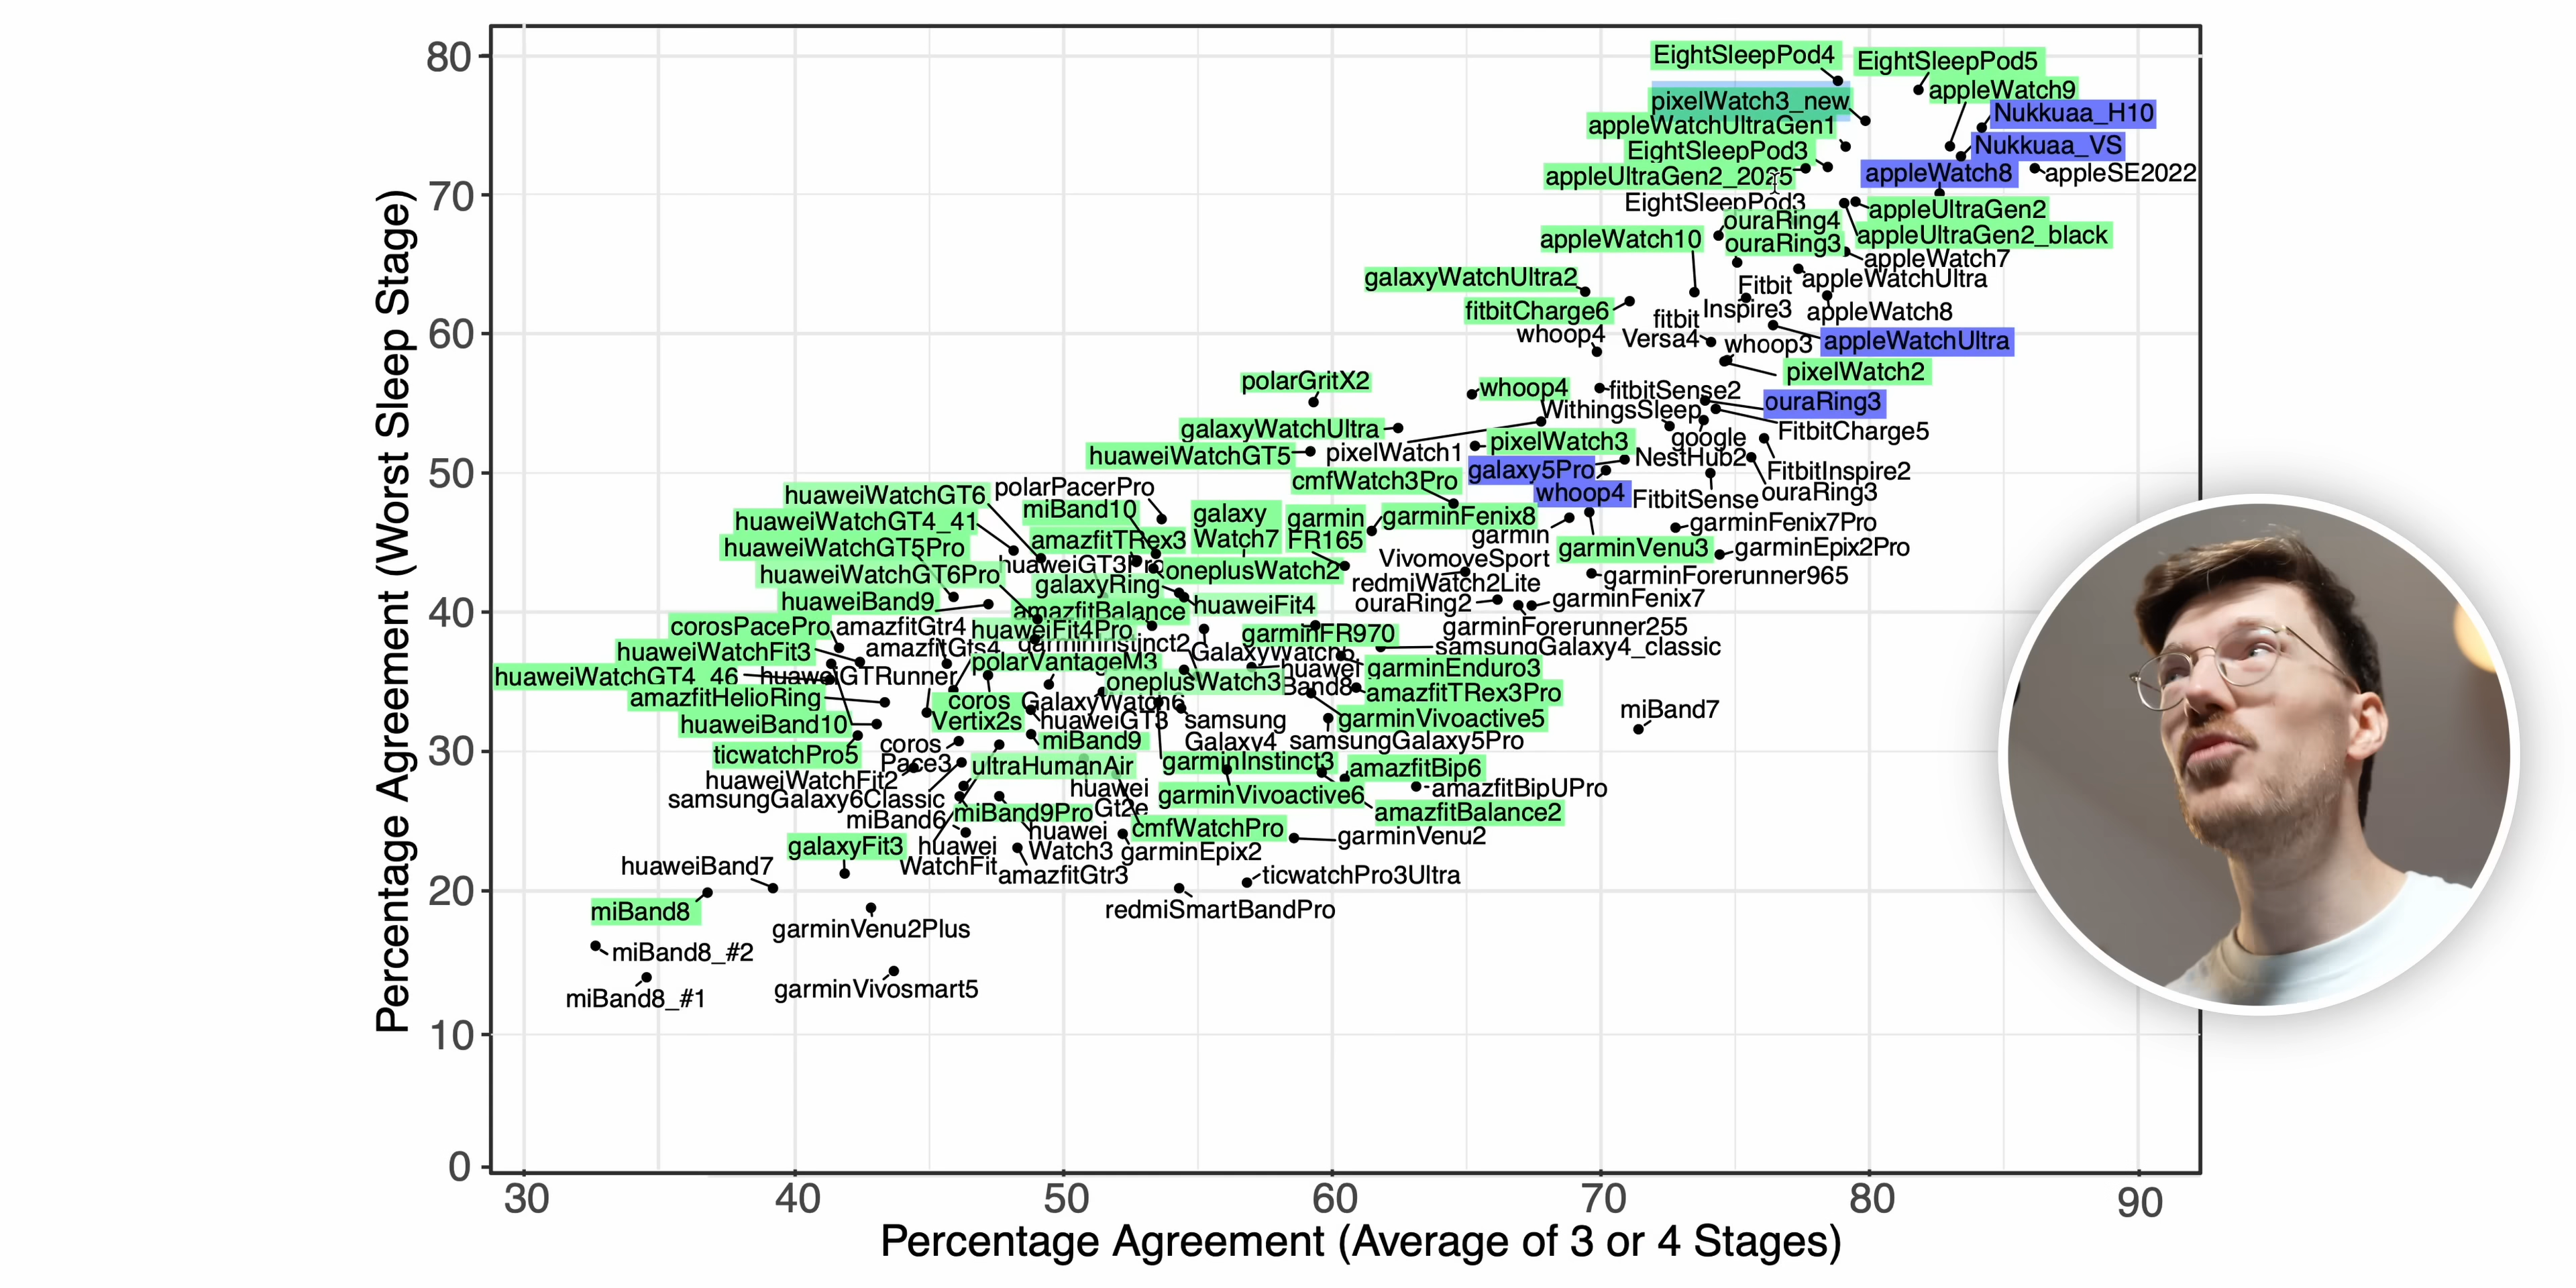 80
70
60
50
40
30
20
10
0
Percentage Agreement (Worst Sleep Stage)
EightSleepPod4
EightSleepPod5
appleWatch9
pixelWatch3_new
Nukkuaa_H10
appleWatchUltraGen1
Nukkuaa_VS
EightSleepPod3
appleWatch8
appleSE2022
appleUltraGen2_2025
EightSleepPod3
appleUltraGen2
ouraRing4
appleUltraGen2_black
appleWatch10
ouraRing3
appleWatch7
galaxyWatchUltra2
appleWatchUltra
Fitbit
Inspire3
fitbitCharge6
appleWatch8
fitbit
Versa4
whoop4
appleWatchUltra
whoop3
pixelWatch2
polarGritX2
whoop4
fitbitSense2
ouraRing3
WithingsSleep
galaxyWatchUltra
FitbitCharge5
google
NestHub2
pixelWatch3
huaweiWatchGT5
pixelWatch1
galaxy5Pro
FitbitInspire2
cmfWatch3Pro
whoop4
ouraRing3
FitbitSense
polarPacerPro
huaweiWatchGT6
miBand10
galaxy
Watch7
garmin
FR165
garminFenix8
huaweiWatchGT4_41
garminFenix7Pro
garmin
VivomoveSport
amazfitTRex3
huaweiWatchGT5Pro
garminVenu3
garminEpix2Pro
huaweiGT3Pro
oneplusWatch2
huaweiWatchGT6Pro
garminForerunner965
galaxyRing
redmiWatch2Lite
huaweiBand9
huaweiFit4
ouraRing2
garminFenix7
amazfitBalance
corosPacePro
amazfitGtr4
huaweiFit4Pro
garminFR970
garminForerunner255
garminInstinct2
amazfitGts4
samsungGalaxy4_classic
huaweiWatchFit3
polarVantageM3
huawei
Band8
garminEnduro3
huaweiWatchGT4_46
huaweiGTRunner
oneplusWatch3
amazfitTRex3Pro
amazfitHelioRing
coros
Vertix2s
GalaxyWatch6
miBand7
huaweiBand10
huaweiGT3
samsung
Galaxy4
garminVivoactive5
miBand9
samsungGalaxy5Pro
coros
Pace3
ticwatchPro5
garminInstinct3
ultraHumanAir
amazfitBip6
huaweiWatchFit2
huawei
Gt2e
amazfitBipUPro
garminVivoactive6
samsungGalaxy6Classic
miBand9Pro
amazfitBalance2
miBand6
cmfWatchPro
huawei
Watch3
garminVenu2
galaxyFit3
huawei
WatchFit
garminEpix2
huaweiBand7
amazfitGtr3
ticwatchPro3Ultra
miBand8
redmiSmartBandPro
garminVenu2Plus
miBand8_#2
garminVivosmart5
miBand8_#1
30
40
50
60
70
80
90
Percentage Agreement (Average of 3 or 4 Stages)